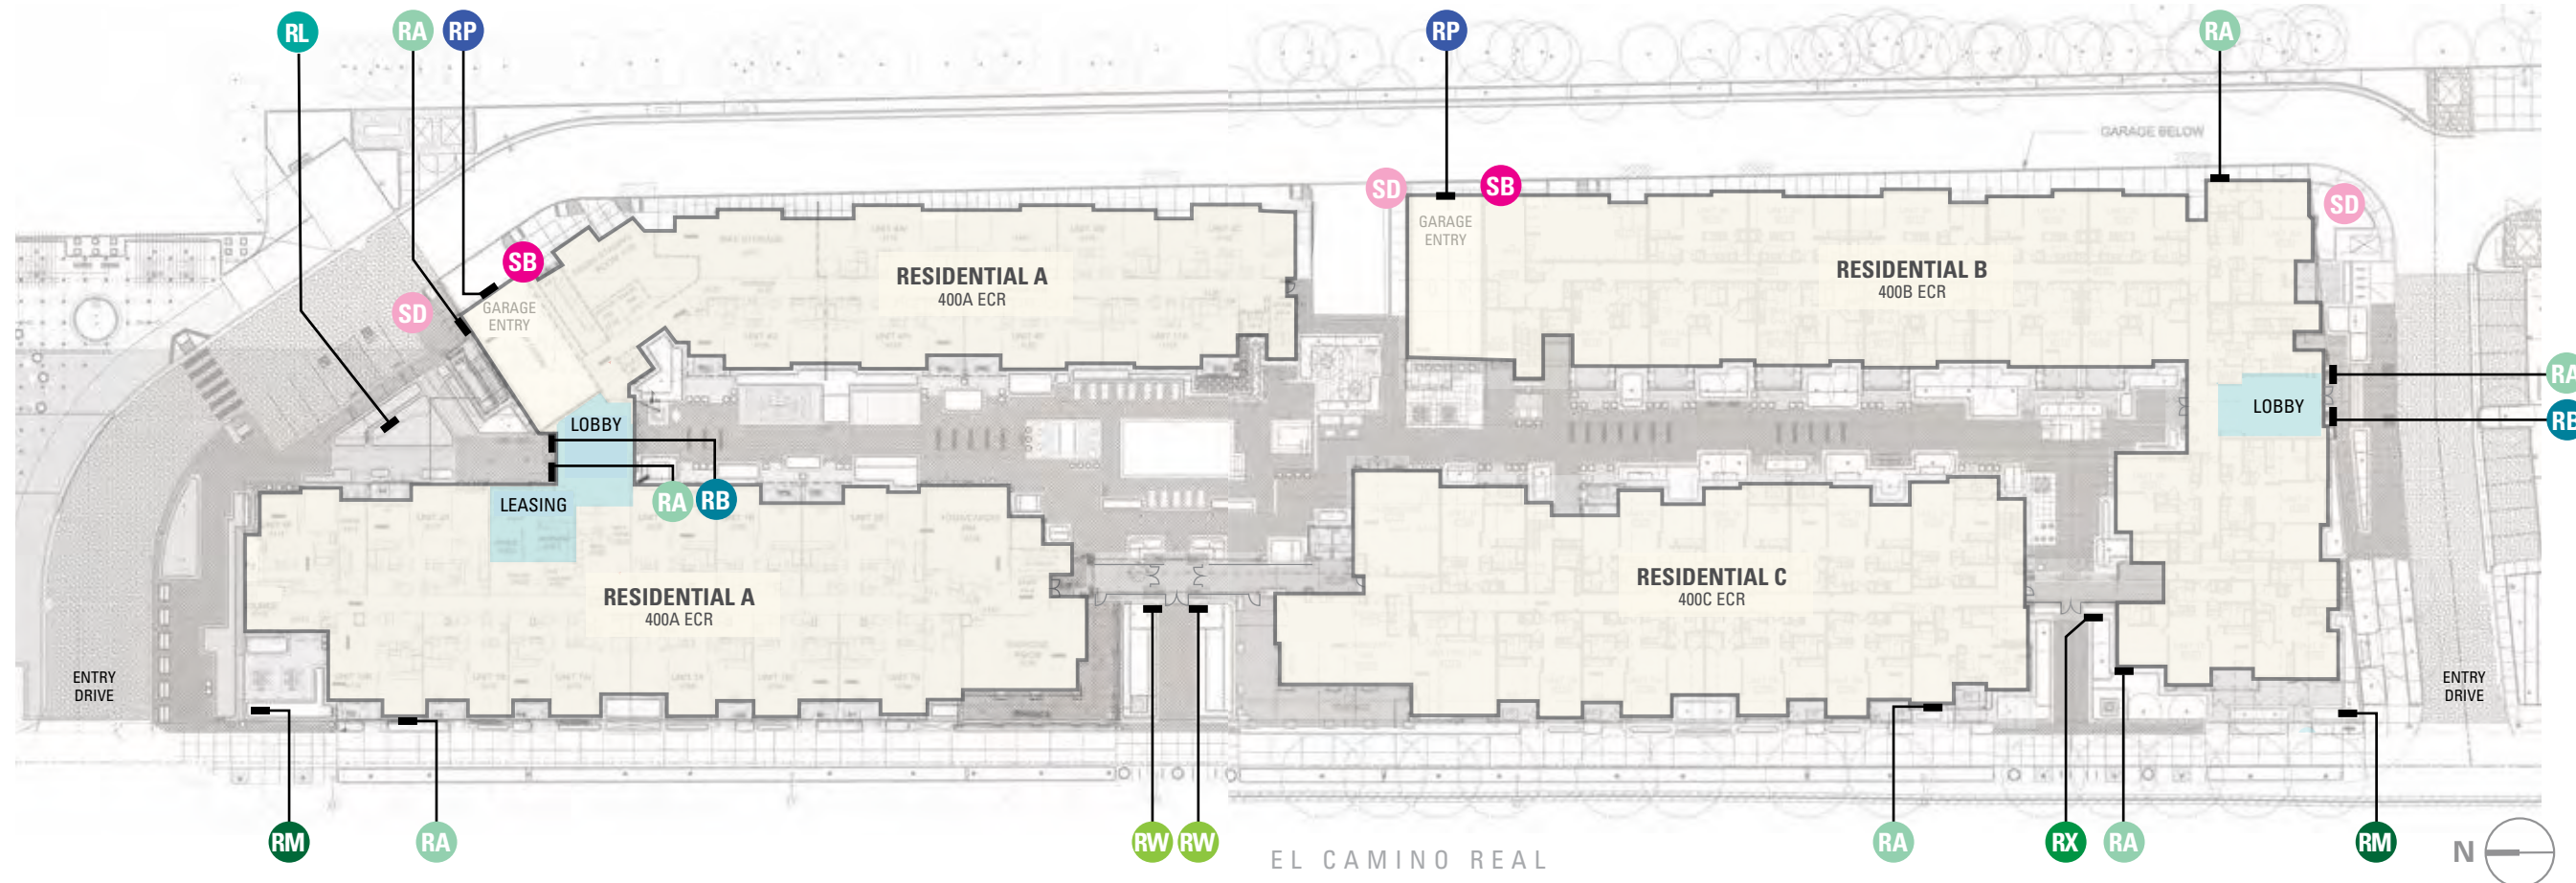 RL
RA
RP
RP
RA
GARAGE BELOW
SD
SB
SD
GARAGE
ENTRY
SB
SD
GARAGE
ENTRY
RESIDENTIAL A
400A ECR
RESIDENTIAL B
400B ECR
RA
LOBBY
RB
LOBBY
LEASING
RA
RB
RESIDENTIAL A
400A ECR
RESIDENTIAL C
400C ECR
ENTRY
DRIVE
ENTRY
DRIVE
RM
RA
RW
RW
RA
RX
RA
RM
EL CAMINO REAL
N